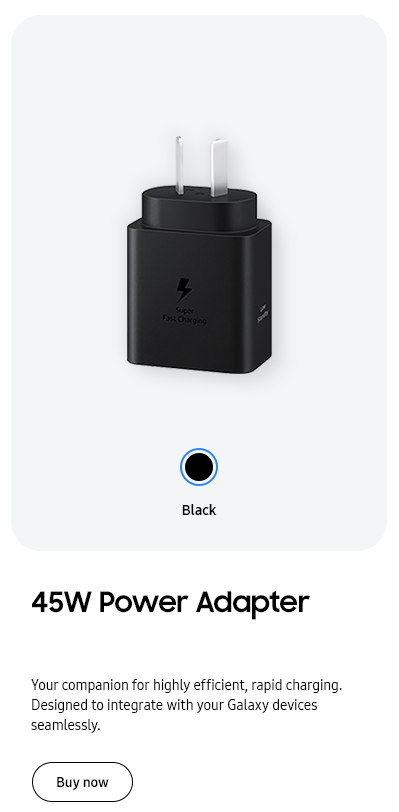 Super
Fast Charging
Black
45W Power Adapter
Your companion for highly efficient, rapid charging.
Designed to integrate with your Galaxy devices
seamlessly.
Buy now